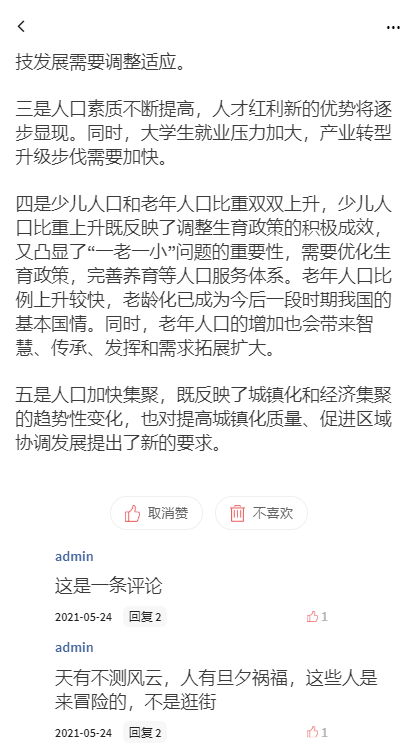 技发展需要调整适应。
三是人口素质不断提高，人才红利新的优势将逐
步显现。同时，大学生就业压力加大，产业转型
升级步伐需要加快。
四是少儿人口和老年人口比重双双上升，少儿人
口比重上升既反映了调整生育政策的积极成效，
又凸显了“一老一小”问题的重要性，需要优化生
育政策，完善养育等人口服务体系。老年人口比
例上升较快，老龄化已成为今后一段时期我国的
基本国情。同时，老年人口的增加也会带来智
慧、传承、发挥和需求拓展扩大。
五是人口加快集聚，既反映了城镇化和经济集聚
的趋势性变化，也对提高城镇化质量、促进区域
协调发展提出了新的要求。
取消赞 不喜欢
admin
这是一条评论
2021-05-24 回复 2 1
admin
天有不测风云，人有旦夕祸福，这些人是
来冒险的，不是逛街
2021-05-24 回复 2 1